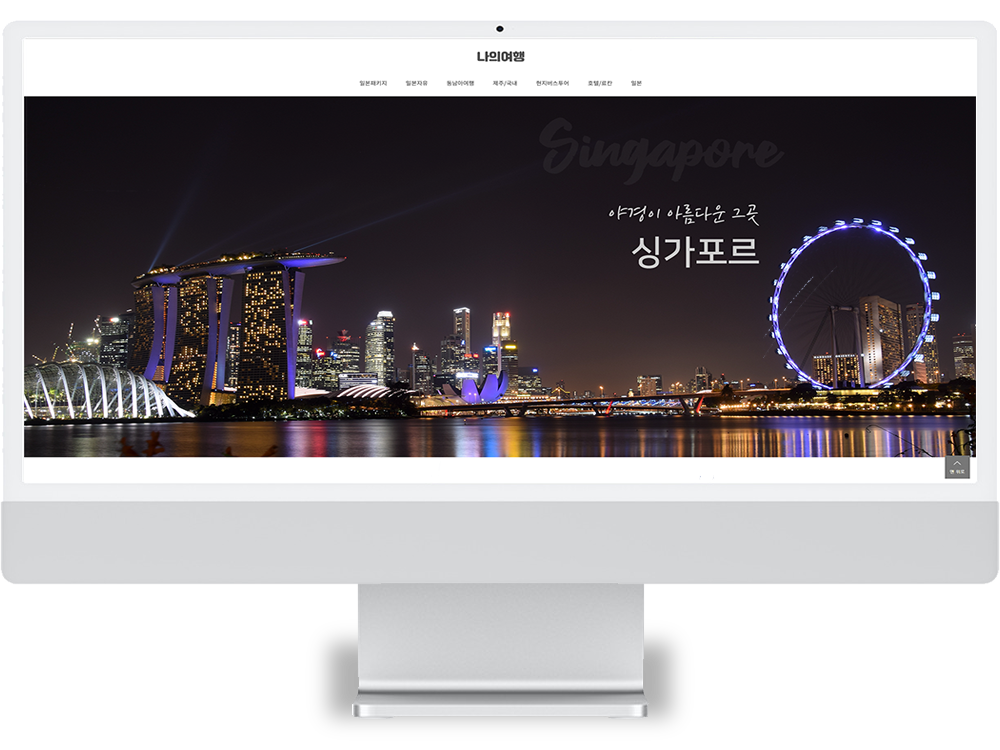 나의여행
일본패키지 일본자유 동남아여행 제주/국내 현지버스투어 호텔/료칸 일본
Singapore
야경이 아름다운 그곳
싱가포르
맨 위로